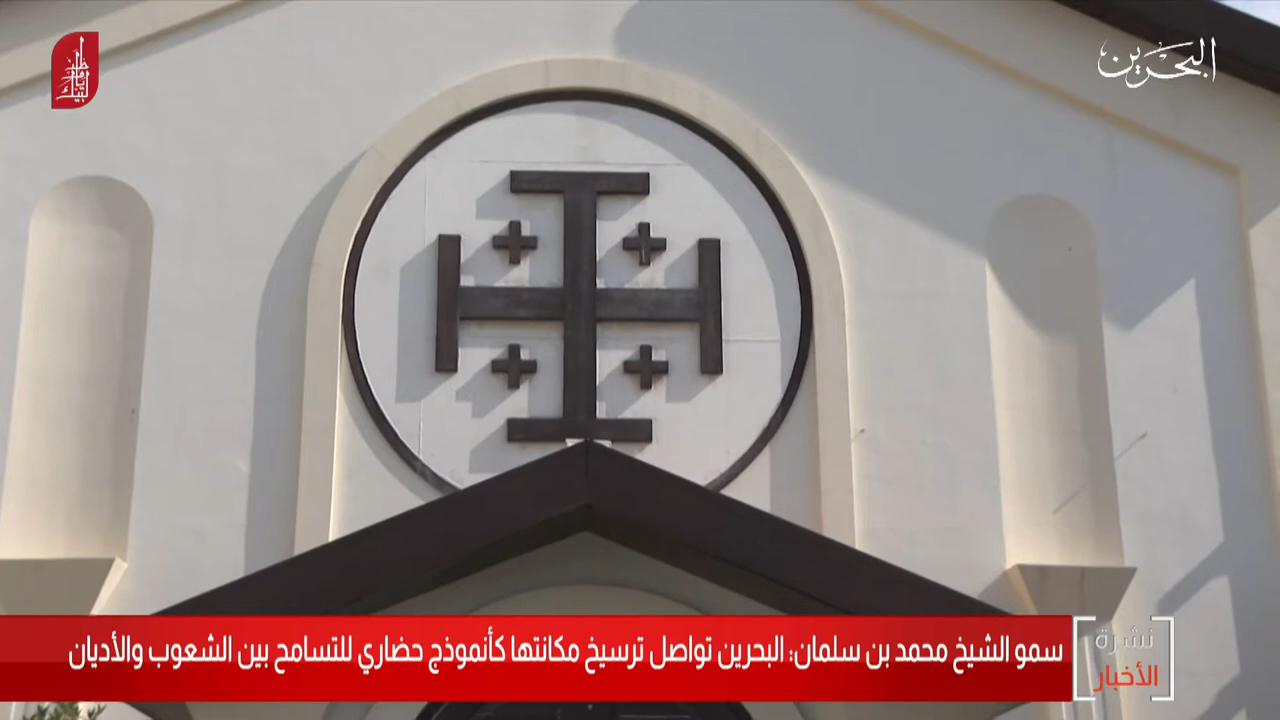 البحرين
سمو الشيخ محمد بن سلمان: البحرين تواصل ترسيخ مكانتها كأنموذج حضاري للتسامح بين الشعوب والأديان
نشرة
الأخبار